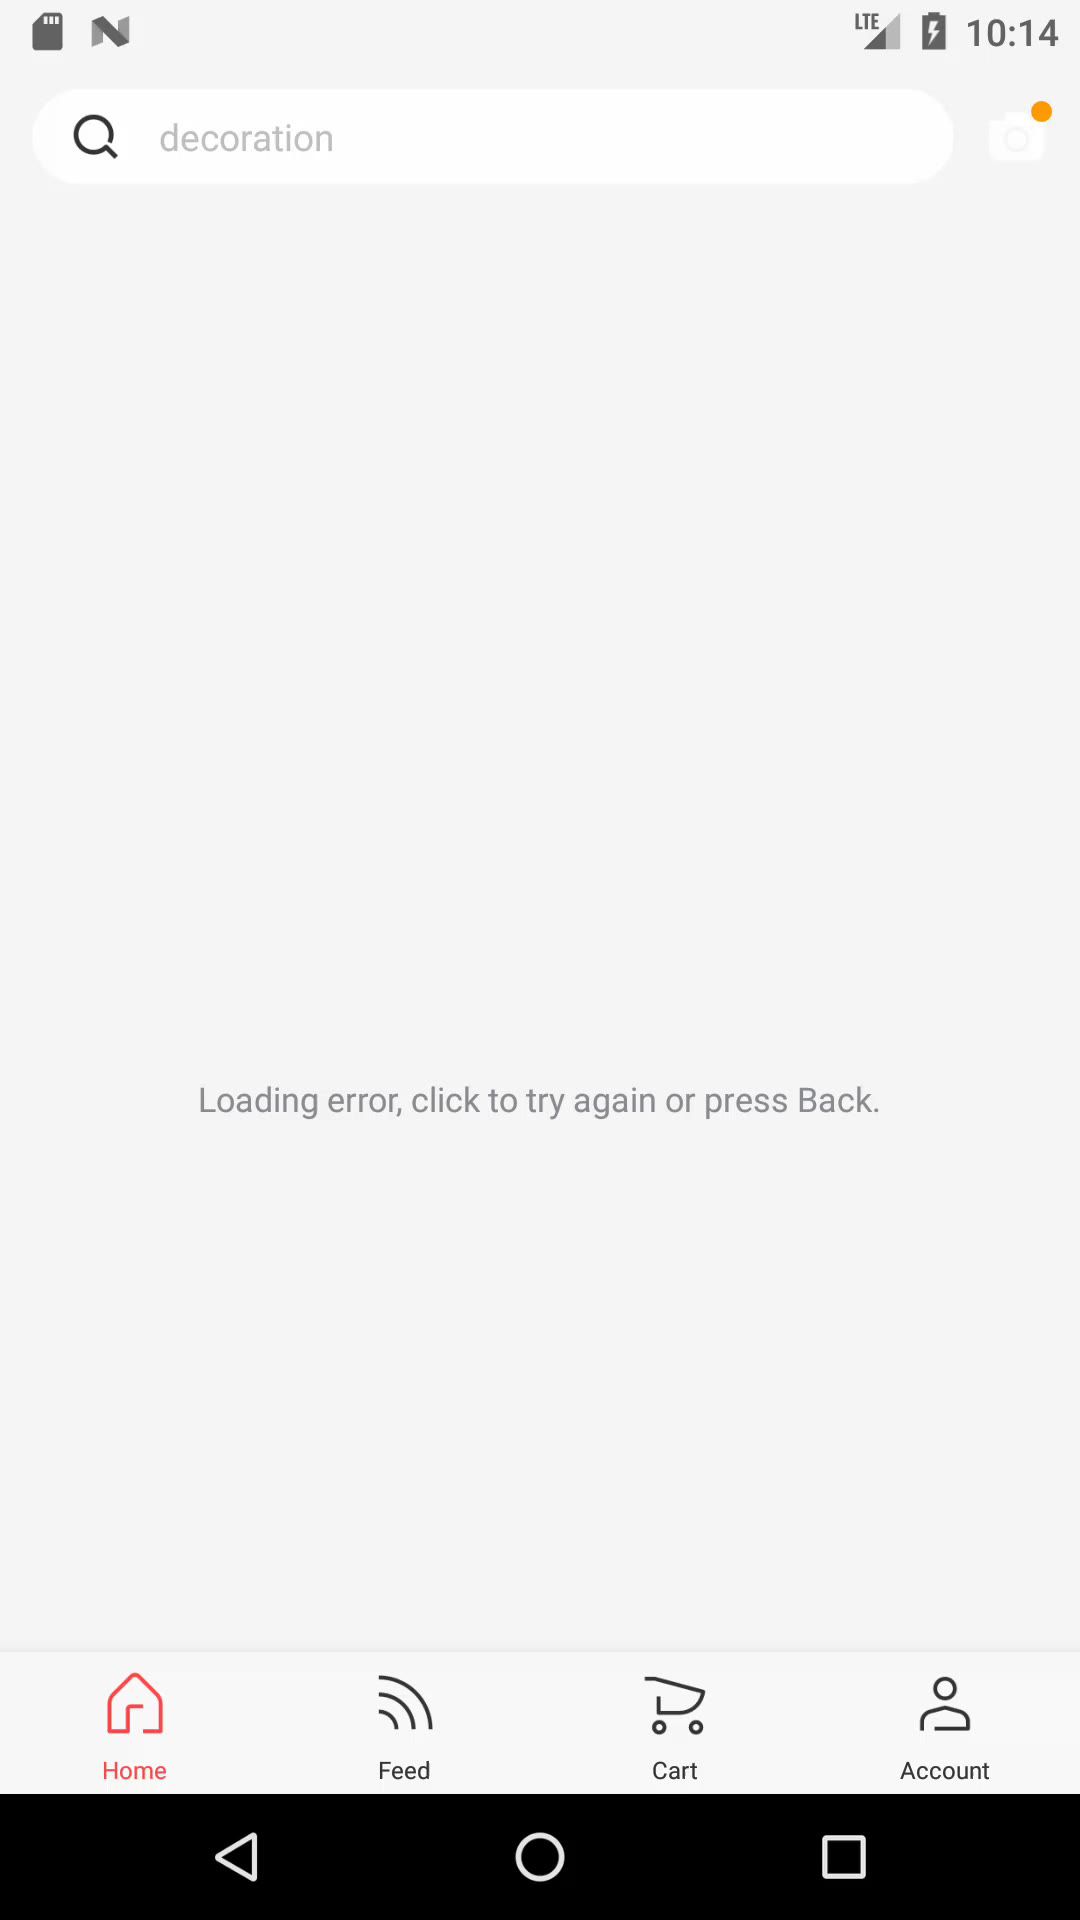 LTE 10:14
decoration
Loading error, click to try again or press Back.
Home Feed Cart Account